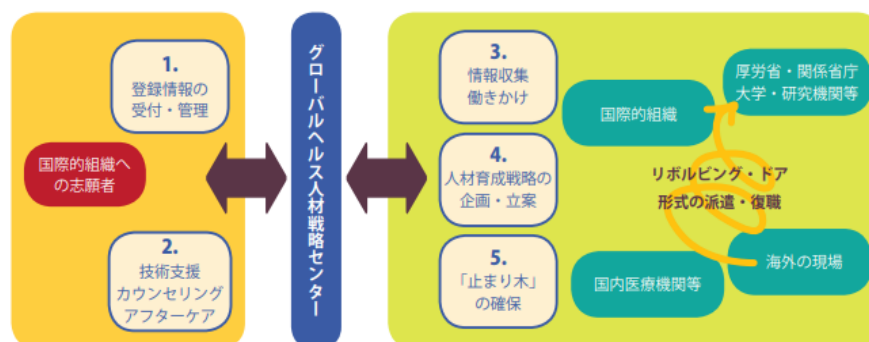 1.
登録情報の
受付・管理
国際的組織へ
の志願者
2.
技術支援
カウンセリング
アフターケア
グローバルヘルス人材戦略センター
3.
情報収集
働きかけ
4.
人材育成戦略の
企画・立案
5.
「止まり木」
の確保
国際的組織
厚労省・関係省庁
大学・研究機関等
リボルビング・ドア
形式の派遣・復職
国内医療機関等
海外の現場